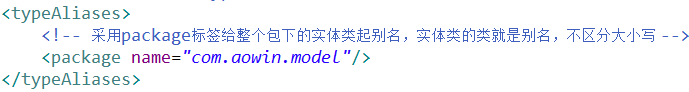 <typeAliases>
<!-- 采用package标签给整个包下的实体类起别名，实体类的类就是别名，不区分大小写 -->
<package name="com.aowin.model"/>
</typeAliases>